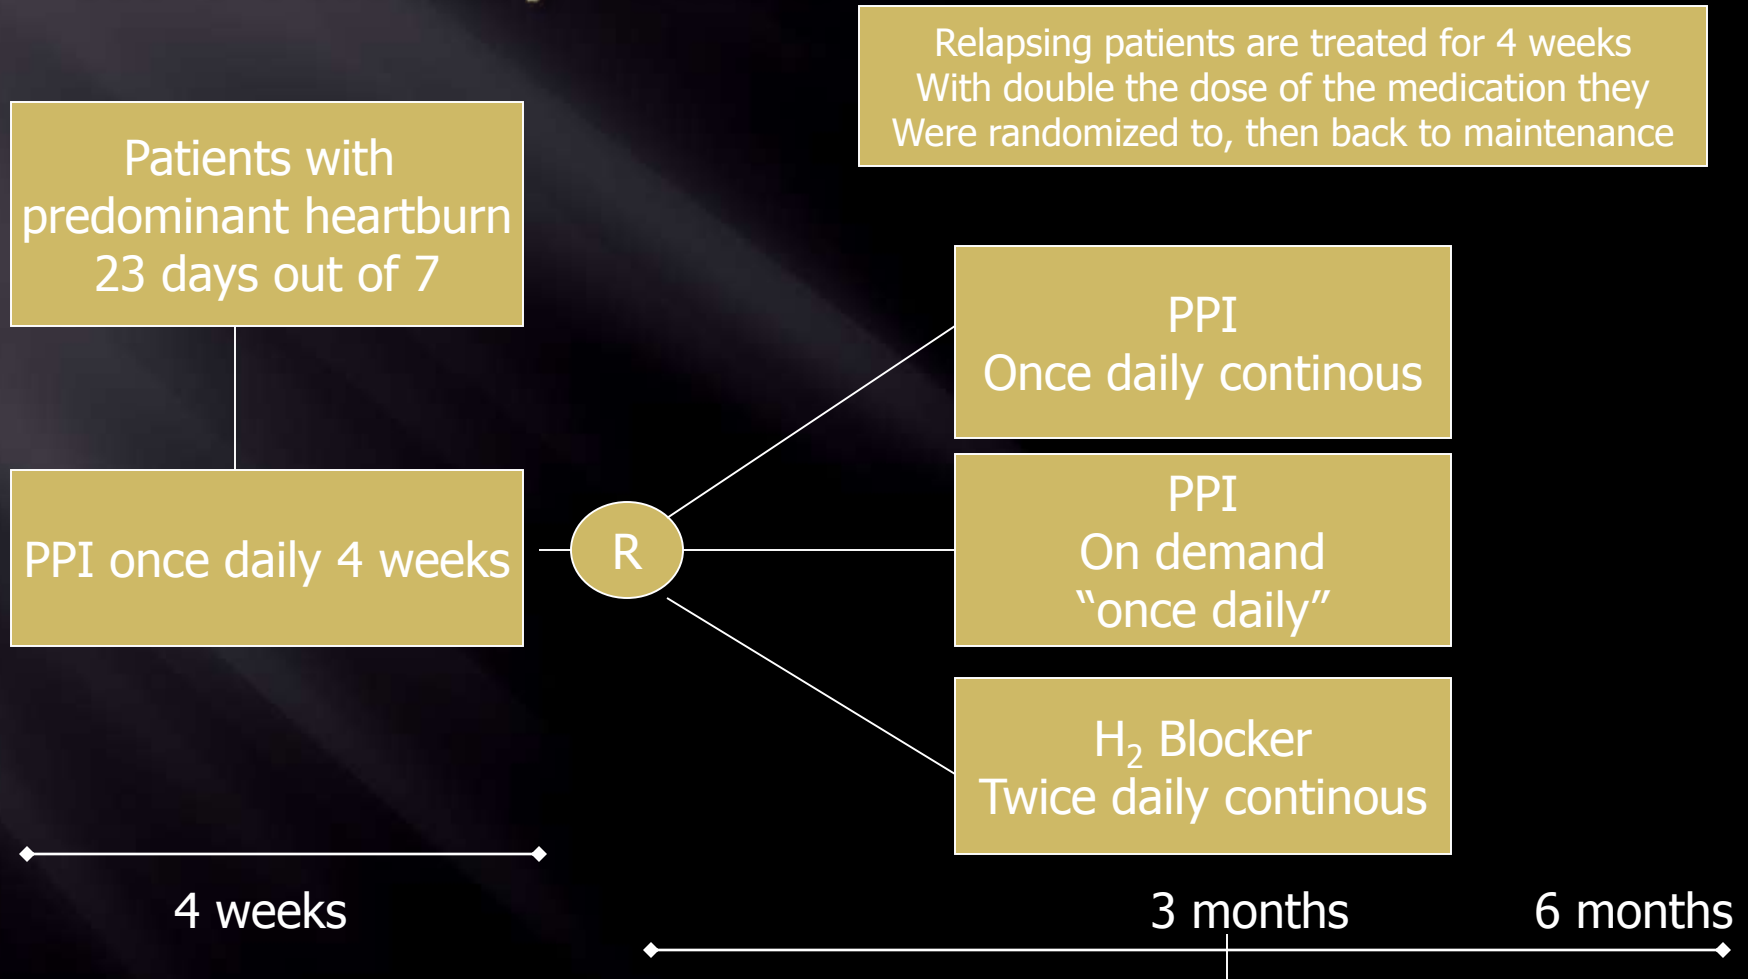 Relapsing patients are treated for 4 weeks
With double the dose of the medication they
Were randomized to, then back to maintenance
Patients with
predominant heartburn
23 days out of 7
PPI once daily 4 weeks
R
PPI
Once daily continous
PPI
On demand
“once daily”
H₂ Blocker
Twice daily continous
4 weeks
3 months
6 months